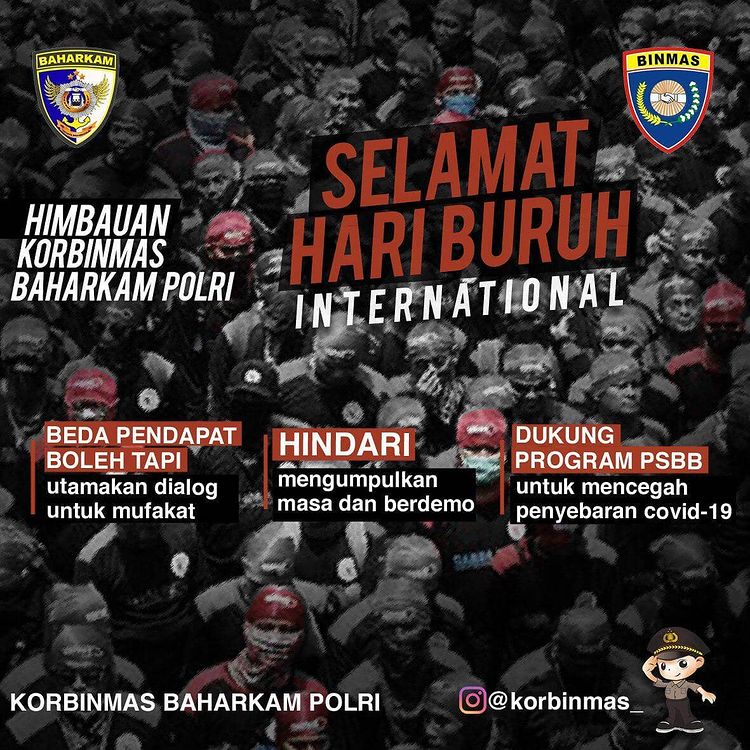 BAHARKAM
BINMAS
SELAMAT
HARI BURUH
INTERNATIONAL
HIMBAUAN
KORBINMAS
BAHARKAM POLRI
BEDA PENDAPAT
BOLEH TAPI
utamakan dialog
untuk mufakat
HINDARI
mengumpulkan
masa dan berdemo
DUKUNG
PROGRAM PSBB
untuk mencegah
penyebaran covid-19
KORBINMAS BAHARKAM POLRI
@korbinmas_